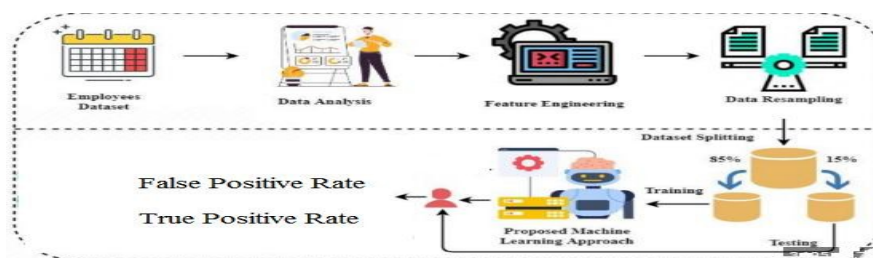 Employees
Dataset
Data Analysis
Feature Engineering
Data Resampling
Dataset Splitting
85%
15%
Training
False Positive Rate
True Positive Rate
Proposed Machine
Learning Approach
Testing